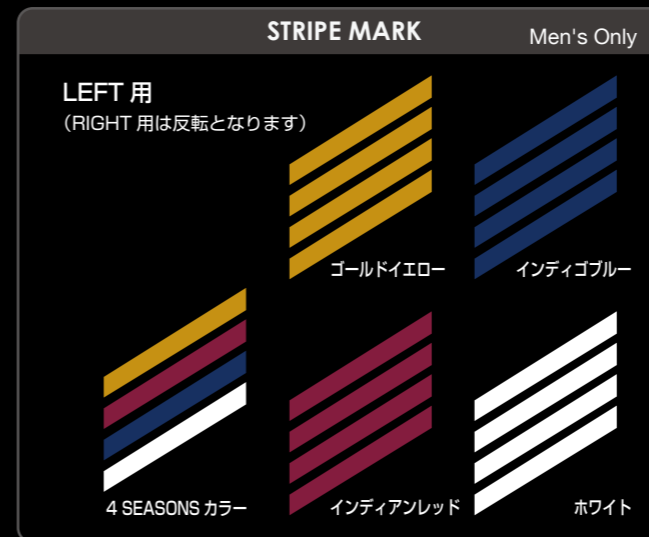 STRIPE MARK
Men's Only
LEFT 用
（RIGHT 用は反転となります）
ゴールドイエロー
インディゴブルー
4 SEASONS カラー
インディアンレッド
ホワイト